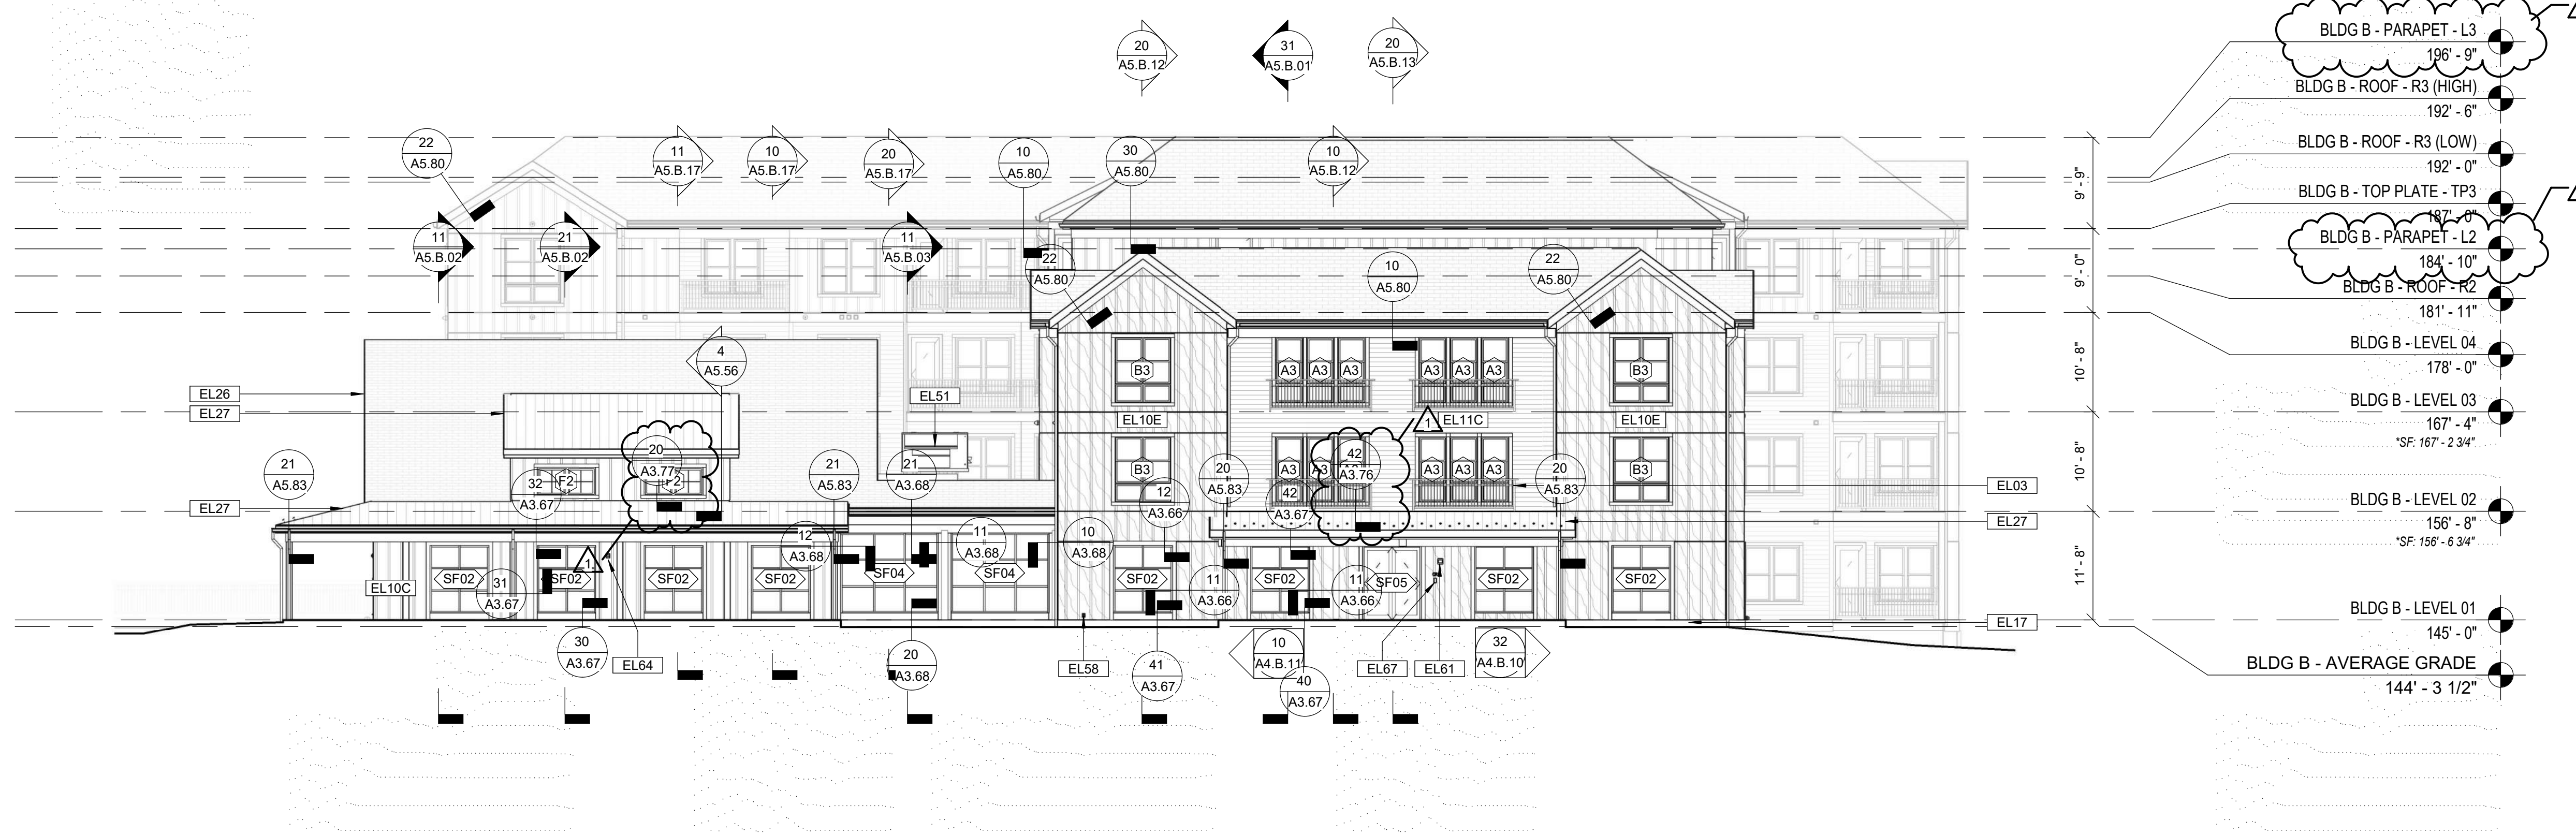 20
A5.B.12
31
A5.B.01
20
A5.B.13
BLDG B - PARAPET - L3
196' - 9"
BLDG B - ROOF - R3 (HIGH)
192' - 6"
BLDG B - ROOF - R3 (LOW)
192' - 0"
BLDG B - TOP PLATE - TP3
187' - 0"
BLDG B - PARAPET - L2
184' - 10"
BLDG B - ROOF - R2
181' - 11"
BLDG B - LEVEL 04
178' - 0"
BLDG B - LEVEL 03
167' - 4"
*SF: 167' - 2 3/4"
BLDG B - LEVEL 02
156' - 8"
*SF: 156' - 6 3/4"
BLDG B - LEVEL 01
145' - 0"
BLDG B - AVERAGE GRADE
144' - 3 1/2"
9' - 9"
9' - 0"
10' - 8"
10' - 8"
11' - 8"
22
A5.80
11
A5.B.17
10
A5.B.17
20
A5.B.17
10
A5.80
30
A5.80
10
A5.B.12
11
A5.B.02
21
A5.B.02
11
A5.B.03
22
A5.80
10
A5.80
22
A5.80
4
A5.56
EL26
EL27
EL51
B3
A3 A3 A3
A3 A3 A3
B3
EL10E
1
EL11C
EL10E
21
A5.83
20
A3.77
32
A3.67
F2
F2
21
A5.83
21
A3.68
B3
12
A3.66
20
A5.83
A3 A3
42
A3.76
42
A3.67
A3 A3 A3
20
A5.83
B3
EL03
EL27
EL27
12
A3.68
11
A3.68
10
A3.68
EL10C
SF02
31
A3.67
1
SF02
SF02
SF02
SF04
SF04
SF02
11
A3.66
SF02
11
A3.66
SF05
SF02
SF02
EL17
30
A3.67
EL64
20
A3.68
EL58
41
A3.67
10
A4.B.11
40
A3.67
EL67
EL61
32
A4.B.10